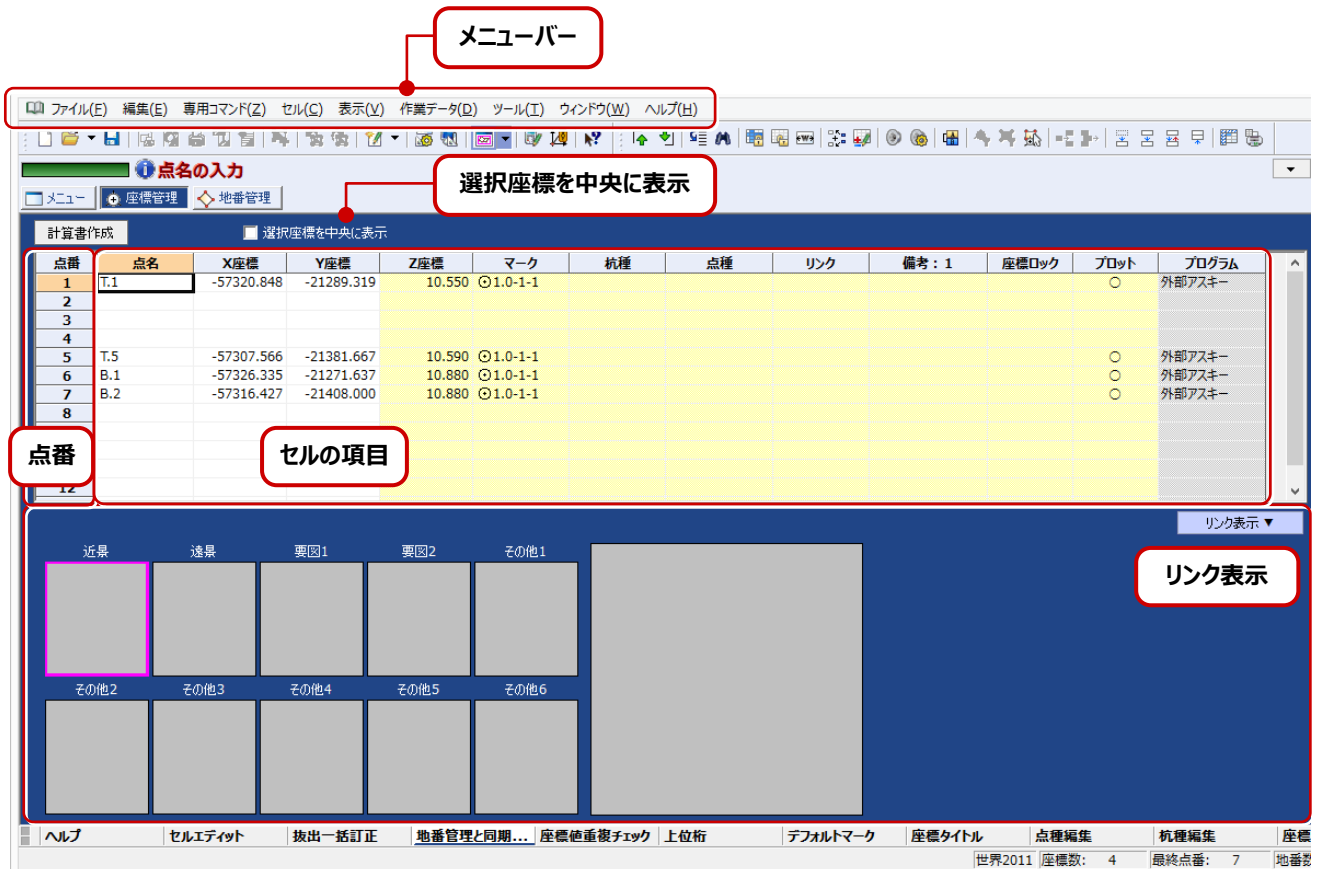 メニューバー
ファイル(F) 編集(E) 専用コマンド(Z) セル(C) 表示(V) 作業データ(D) ツール(T) ウィンドウ(W) ヘルプ(H)
点名の入力
選択座標を中央に表示
メニュー 座標管理 地番管理
計算書作成 選択座標を中央に表示
点番 点名 X座標 Y座標 Z座標 マーク 杭種 点種 リンク 備考：1 座標ロック プロット プログラム
1 T.1 -57320.848 -21289.319 10.550 ⊙1.0-1-1 ○ 外部アスキー
2
3
4
5 T.5 -57307.566 -21381.667 10.590 ⊙1.0-1-1 ○ 外部アスキー
6 B.1 -57326.335 -21271.637 10.880 ⊙1.0-1-1 ○ 外部アスキー
7 B.2 -57316.427 -21408.000 10.880 ⊙1.0-1-1 ○ 外部アスキー
8
点番 セルの項目
12
リンク表示 ▼
近景 遠景 要図1 要図2 その他1
リンク表示
その他2 その他3 その他4 その他5 その他6
ヘルプ セルエディット 抜出一括訂正 地番管理と同期... 座標値重複チェック 上位桁 デフォルトマーク 座標タイトル 点種編集 杭種編集 座標
世界2011 座標数: 4 最終点番: 7 地番数